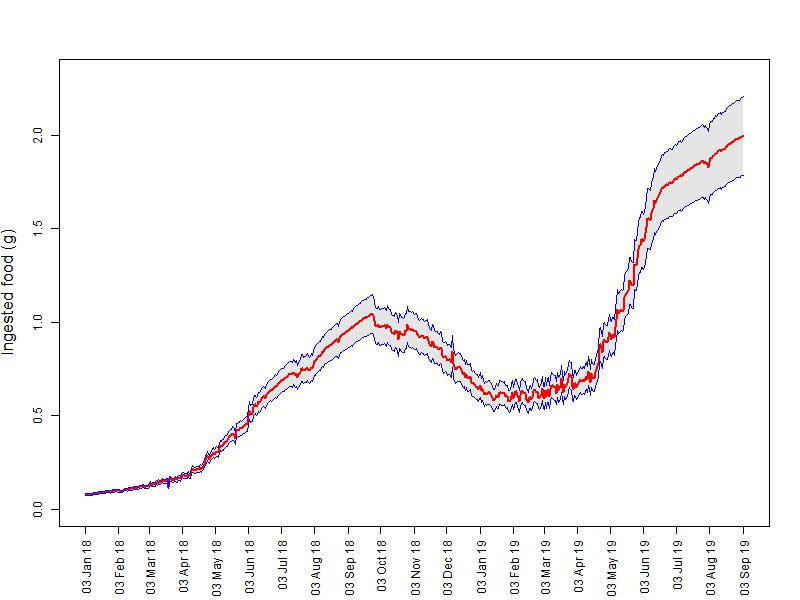 Ingested food (g)
2.0
1.5
1.0
0.5
0.0
03 Jan 18
03 Feb 18
03 Mar 18
03 Apr 18
03 May 18
03 Jun 18
03 Jul 18
03 Aug 18
03 Sep 18
03 Oct 18
03 Nov 18
03 Dec 18
03 Jan 19
03 Feb 19
03 Mar 19
03 Apr 19
03 May 19
03 Jun 19
03 Jul 19
03 Aug 19
03 Sep 19